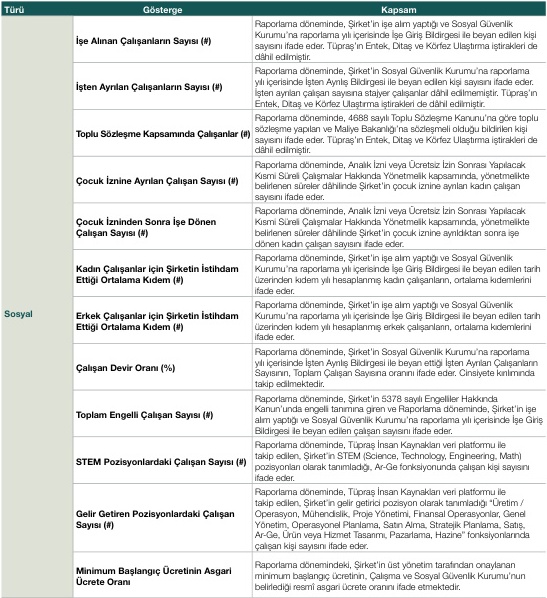 Türü Gösterge Kapsam
Sosyal
İşe Alınan Çalışanların Sayısı (#)
Raporlama döneminde, Şirket'in işe alım yaptığı ve Sosyal Güvenlik
Kurumu'na raporlama yılı içerisinde İşe Giriş Bildirgesi ile beyan edilen kişi
sayısını ifade eder. Tüpraş'ın Entek, Ditaş ve Körfez Ulaştırma iştirakleri de
dâhil edilmiştir.
İşten Ayrılan Çalışanların Sayısı (#)
Raporlama döneminde, Şirket'in Sosyal Güvenlik Kurumu'na raporlama
yılı içerisinde İşten Ayrılış Bildirgesi ile beyan edilen kişi sayısını ifade eder.
İşten ayrılan çalışan sayısına stajyer çalışanlar dâhil edilmemiştir. Tüpraş'ın
Entek, Ditaş ve Körfez Ulaştırma iştirakleri de dâhil edilmiştir.
Toplu Sözleşme Kapsamında Çalışanlar (#)
Raporlama döneminde, 4688 sayılı Toplu Sözleşme Kanunu'na göre toplu
sözleşme yapılan ve Maliye Bakanlığı'na sözleşmeli olduğu bildirilen kişi
sayısını ifade eder. Tüpraş'ın Entek, Ditaş ve Körfez Ulaştırma iştirakleri de
dâhil edilmiştir.
Çocuk İznine Ayrılan Çalışan Sayısı (#)
Raporlama döneminde, Analık İzni veya Ücretsiz İzin Sonrası Yapılacak
Kısmi Süreli Çalışmalar Hakkında Yönetmelik kapsamında, yönetmelikte
belirlenen süreler dâhilinde Şirket'in çocuk iznine ayrılan kadın çalışan
sayısını ifade eder.
Çocuk İzninden Sonra İşe Dönen
Çalışan Sayısı (#)
Raporlama döneminde, Analık İzni veya Ücretsiz İzin Sonrası Yapılacak
Kısmi Süreli Çalışmalar Hakkında Yönetmelik kapsamında, yönetmelikte
belirlenen süreler dâhilinde Şirket'in çocuk iznine ayrıldıktan sonra işe
dönen kadın çalışan sayısını ifade eder.
Kadın Çalışanlar için Şirketin İstihdam
Ettiği Ortalama Kıdem (#)
Raporlama döneminde, Şirket'in işe alım yaptığı ve Sosyal Güvenlik
Kurumu'na raporlama yılı içerisinde İşe Giriş Bildirgesi ile beyan edilen tarih
üzerinden kıdem yılı hesaplanmış kadın çalışanların, ortalama kıdemlerini
ifade eder.
Erkek Çalışanlar için Şirketin İstihdam
Ettiği Ortalama Kıdem (#)
Raporlama döneminde, Şirket'in işe alım yaptığı ve Sosyal Güvenlik
Kurumu'na raporlama yılı içerisinde İşe Giriş Bildirgesi ile beyan edilen tarih
üzerinden kıdem yılı hesaplanmış erkek çalışanların, ortalama kıdemlerini
ifade eder.
Çalışan Devir Oranı (%)
Raporlama döneminde, Şirket'in Sosyal Güvenlik Kurumu'na raporlama
yılı içerisinde İşten Ayrılış Bildirgesi ile beyan ettiği İşten Ayrılan Çalışanların
Sayısının, Toplam Çalışan Sayısına oranını ifade eder. Cinsiyete kırılımında
takip edilmektedir.
Toplam Engelli Çalışan Sayısı (#)
Raporlama döneminde, Şirket'in 5378 sayılı Engelliler Hakkında
Kanun'unda engelli tanımına giren ve Raporlama döneminde, Şirket'in işe
alım yaptığı ve Sosyal Güvenlik Kurumu'na raporlama yılı içerisinde İşe Giriş
Bildirgesi ile beyan edilen çalışan sayısını ifade eder.
STEM Pozisyonlardaki Çalışan Sayısı (#)
Raporlama döneminde, Tüpraş İnsan Kaynakları veri platformu ile
takip edilen, Şirket'in STEM (Science, Technology, Engineering, Math)
pozisyonları olarak tanımladığı, Ar-Ge fonksiyonunda çalışan kişi sayısını
ifade eder.
Gelir Getiren Pozisyonlardaki Çalışan
Sayısı (#)
Raporlama döneminde, Tüpraş İnsan Kaynakları veri platformu ile
takip edilen, Şirket'in gelir getirici pozisyon olarak tanımladığı "Üretim /
Operasyon, Mühendislik, Proje Yönetimi, Finansal Operasyonlar, Genel
Yönetim, Operasyonel Planlama, Satın Alma, Stratejik Planlama, Satış,
Ar-Ge, Ürün veya Hizmet Tasarımı, Pazarlama, Hazine" fonksiyonlarında
çalışan kişi sayısını ifade eder.
Minimum Başlangıç Ücretinin Asgari
Ücrete Oranı
Raporlama dönemindeki, Şirket'in üst yönetim tarafından onaylanan
minimum başlangıç ücretinin, Çalışma ve Sosyal Güvenlik Kurumu'nun
belirlediği resmî asgari ücrete oranını ifade etmektedir.